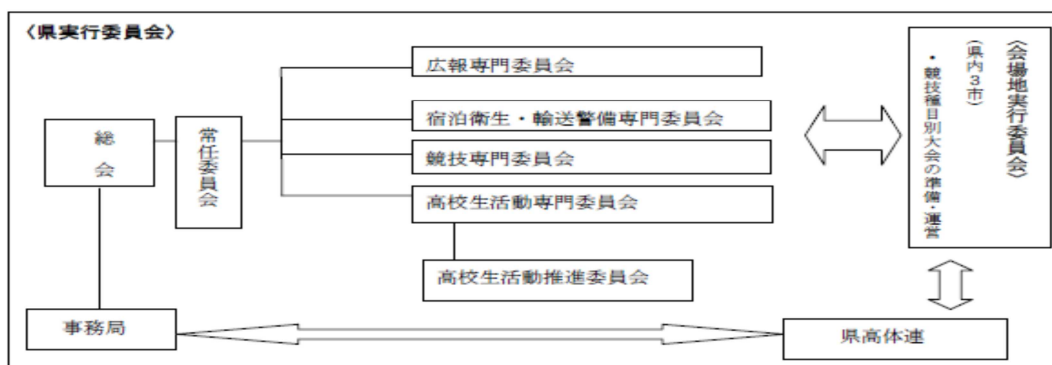 〈県実行委員会〉
広報専門委員会
宿泊衛生・輸送警備専門委員会
競技専門委員会
高校生活動専門委員会
高校生活動推進委員会
総会
常任委員会
事務局
〈会場地実行委員会〉
(県内3市)
・競技種目別大会の準備・運営
県高体連